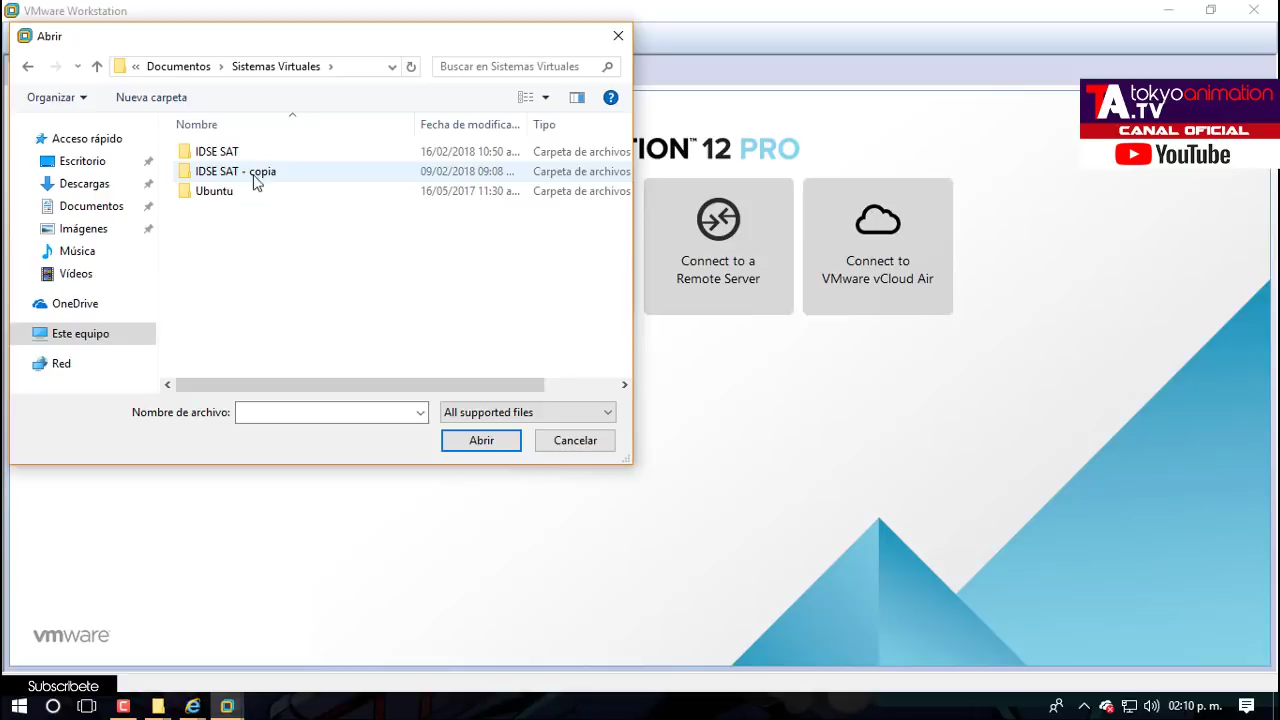 VMware Workstation
Abrir
« Documentos › Sistemas Virtuales ›
Buscar en Sistemas Virtuales
Organizar
Nueva carpeta
?
Nombre
Fecha de modifica...
Tipo
IDSE SAT
16/02/2018 10:50 a...
Carpeta de archivos
IDSE SAT - copia
09/02/2018 09:08 ...
Carpeta de archivos
Ubuntu
16/05/2017 11:30 a...
Carpeta de archivos
Acceso rápido
Escritorio
Descargas
Documentos
Imágenes
Música
Vídeos
OneDrive
Este equipo
Red
Nombre de archivo:
All supported files
Abrir
Cancelar
TION™ 12 PRO
Connect to a
Remote Server
Connect to
VMware vCloud Air
TA.TV tokyoanimation
CANAL OFICIAL
YouTube
vmware
Subscribete
02:10 p. m.